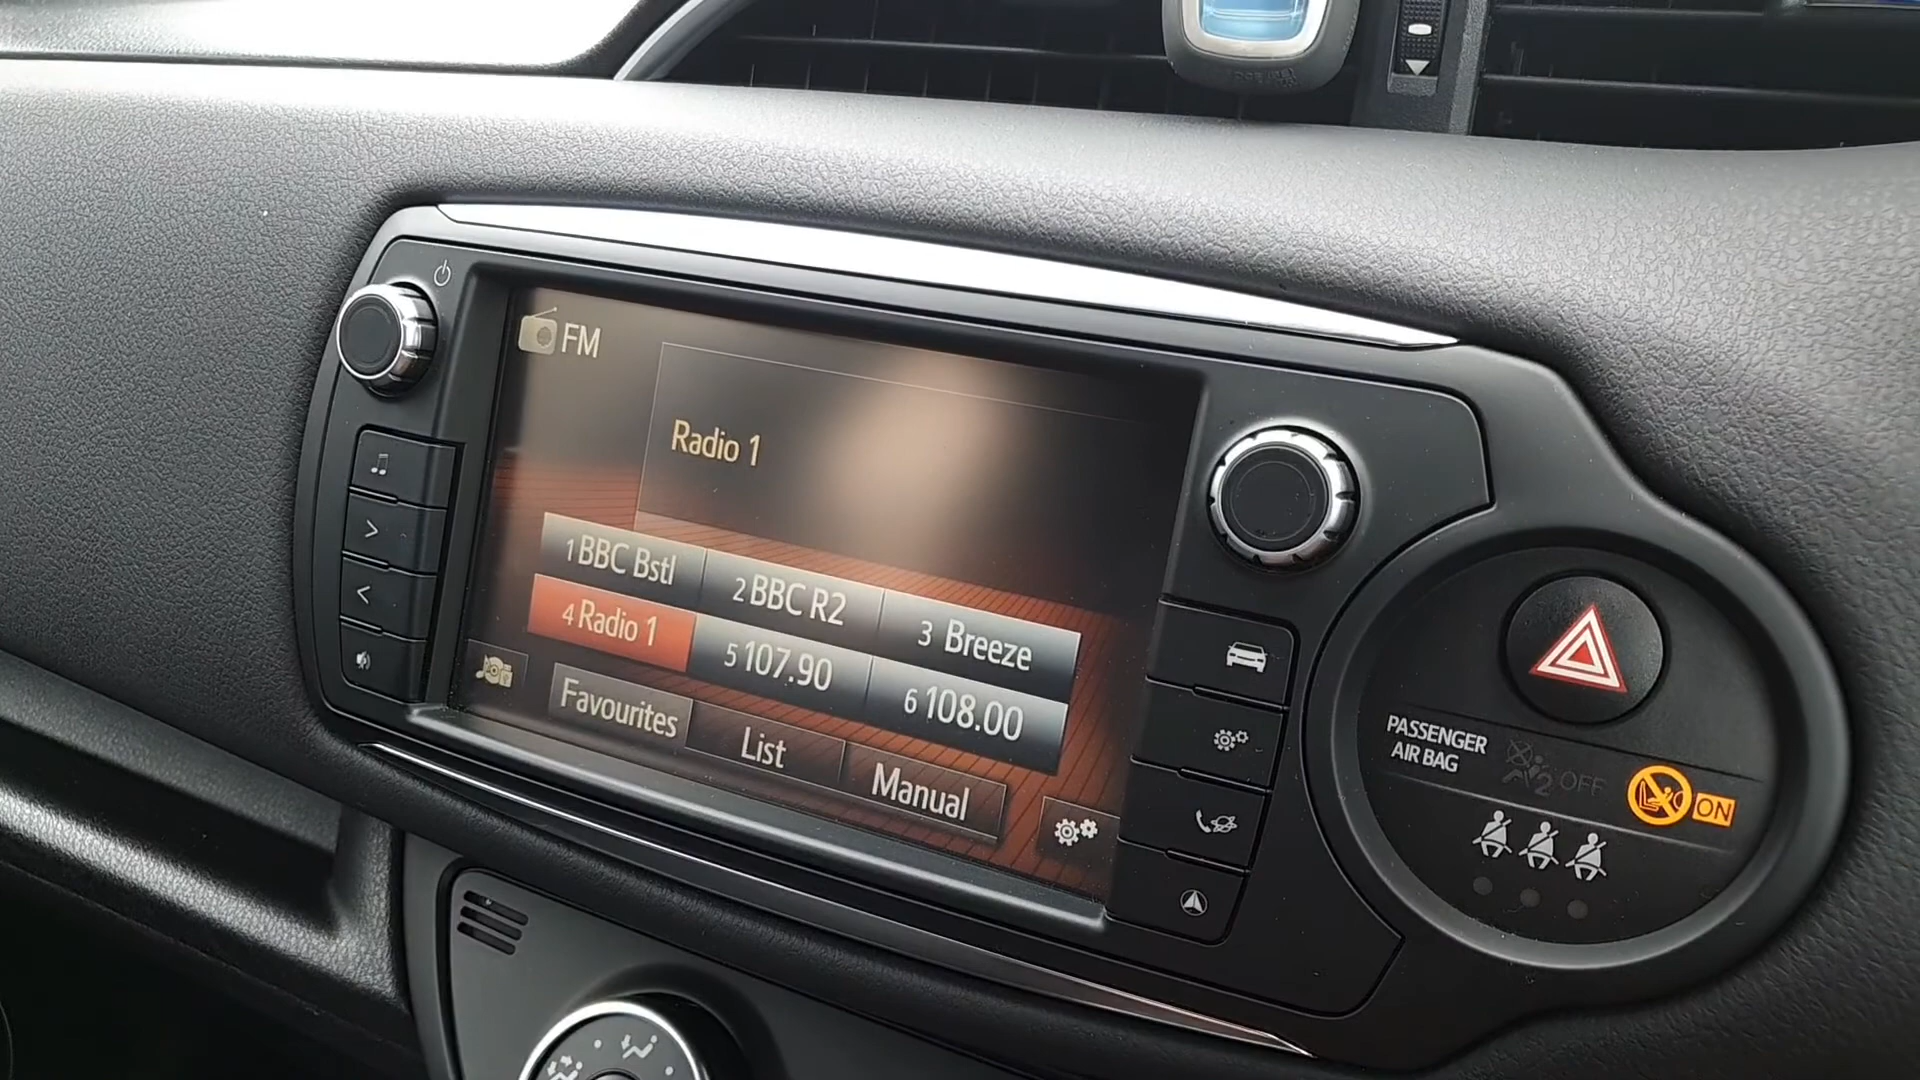 FM
Radio 1
1 BBC Bstl
2 BBC R2
3 Breeze
4 Radio 1
5 107.90
6 108.00
Favourites
List
Manual
PASSENGER
AIR BAG
2 OFF
ON